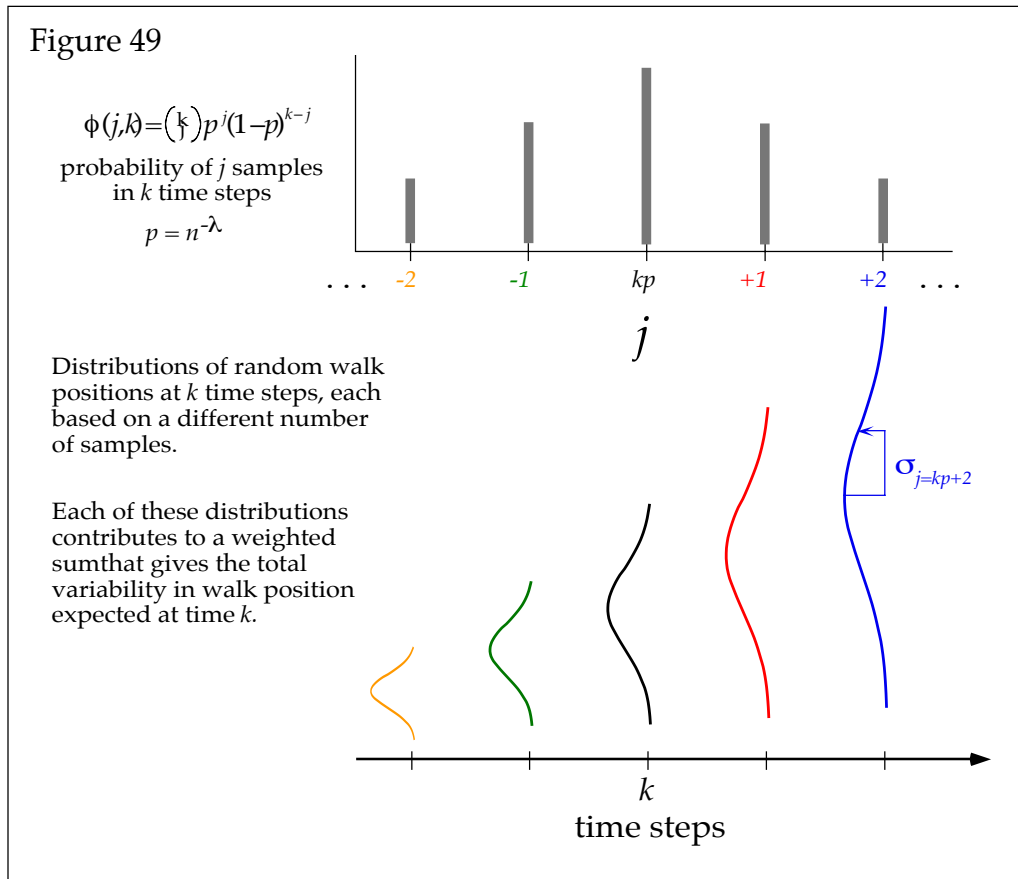 Figure 49
ϕ(j,k)=(k j)p^j(1−p)^{k−j}
probability of j samples
in k time steps
p = n^{-λ}
. . . -2 -1 kp +1 +2 . . .
j
Distributions of random walk
positions at k time steps, each
based on a different number
of samples.
σ_{j=kp+2}
Each of these distributions
contributes to a weighted
sumthat gives the total
variability in walk position
expected at time k.
k
time steps